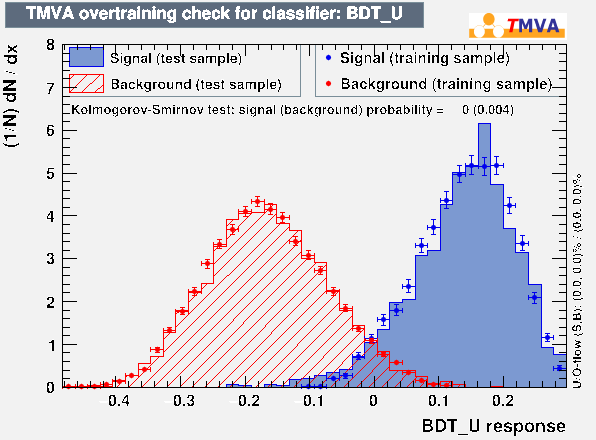 TMVA overtraining check for classifier: BDT_U
TMVA
Signal (test sample)
Background (test sample)
Signal (training sample)
Background (training sample)
Kolmogorov-Smirnov test: signal (background) probability = 0 (0.004)
(1/N) dN / dx
8
7
6
5
4
3
2
1
0
−0.4 −0.3 −0.2 −0.1 0 0.1 0.2
BDT_U response
U/O-flow (S,B): (0.0, 0.0)% / (0.0, 0.0)%